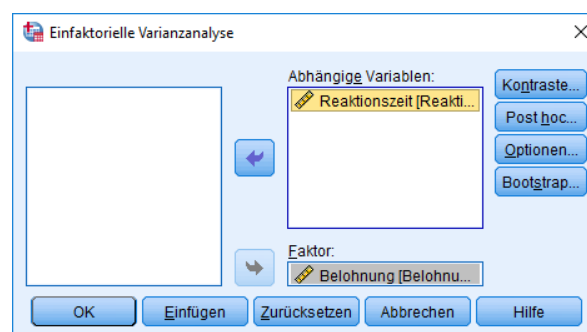 Einfaktorielle Varianzanalyse
Abhängige Variablen:
Reaktionszeit [Reakti...
Kontraste...
Post hoc...
Optionen...
Bootstrap...
Faktor:
Belohnung [Belohnu...
OK Einfügen Zurücksetzen Abbrechen Hilfe